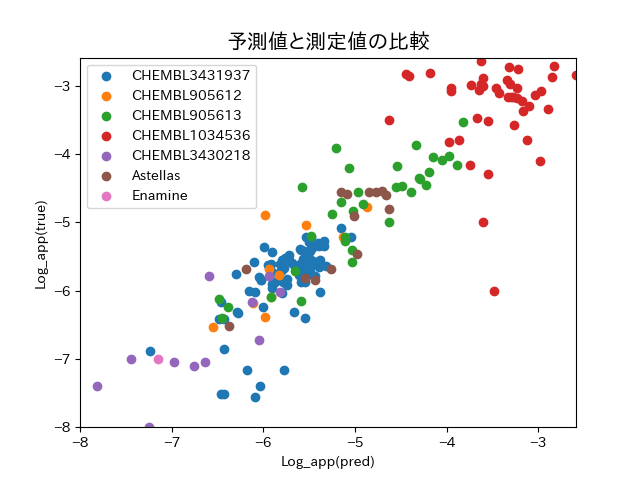 予測値と測定値の比較
CHEMBL3431937
CHEMBL905612
CHEMBL905613
CHEMBL1034536
CHEMBL3430218
Astellas
Enamine
Log_app(true)
−3
−4
−5
−6
−7
−8
−8 −7 −6 −5 −4 −3
Log_app(pred)